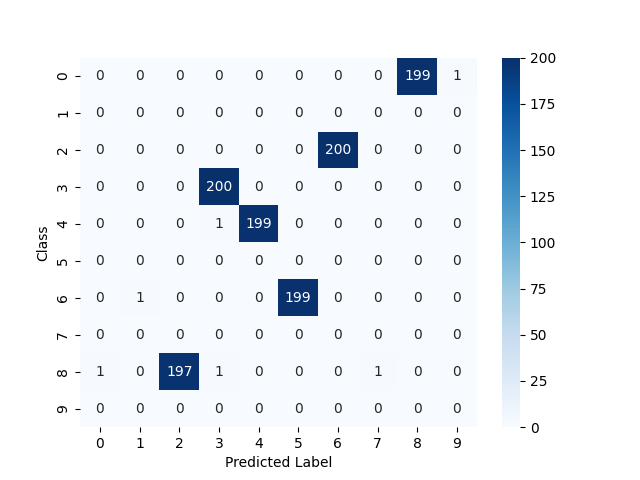 0 0 0 0 0 0 0 0 0 199 1
1 0 0 0 0 0 0 0 0 0 0
2 0 0 0 0 0 0 200 0 0 0
3 0 0 0 200 0 0 0 0 0 0
4 0 0 0 1 199 0 0 0 0 0
5 0 0 0 0 0 0 0 0 0 0
6 0 1 0 0 0 199 0 0 0 0
7 0 0 0 0 0 0 0 0 0 0
8 1 0 197 1 0 0 0 1 0 0
9 0 0 0 0 0 0 0 0 0 0
0 1 2 3 4 5 6 7 8 9
Predicted Label
Class
200
175
150
125
100
75
50
25
0